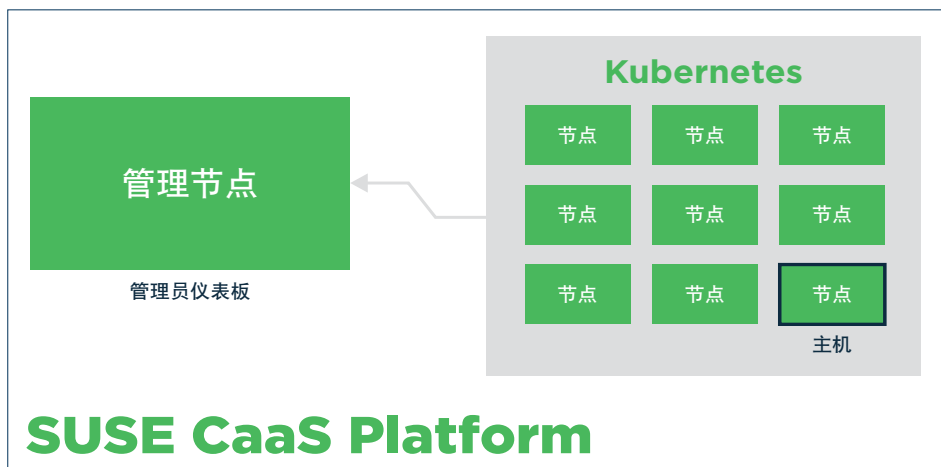 Kubernetes
管理节点
管理员仪表板
节点 节点 节点
节点 节点 节点
节点 节点 节点
主机
SUSE CaaS Platform